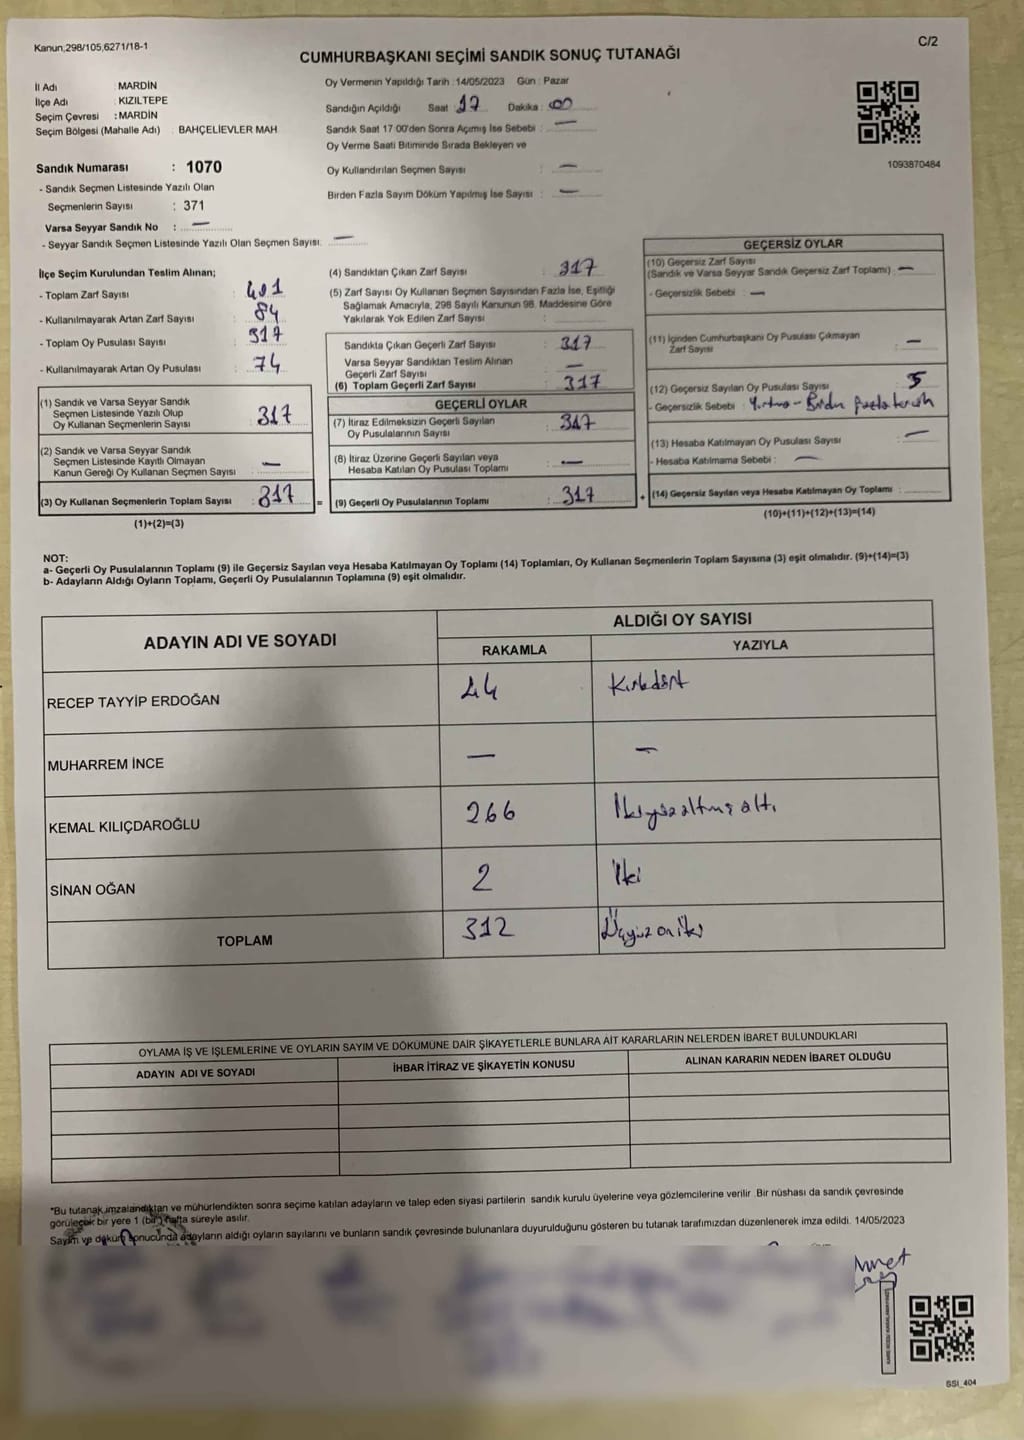 Kanun;298/105,6271/18-1
C/2
CUMHURBAŞKANI SEÇİMİ SANDIK SONUÇ TUTANAĞI
İl Adı : MARDİN
İlçe Adı : KIZILTEPE
Seçim Çevresi : MARDİN
Seçim Bölgesi (Mahalle Adı) : BAHÇELİEVLER MAH
Sandık Numarası : 1070
- Sandık Seçmen Listesinde Yazılı Olan
Seçmenlerin Sayısı : 371
Varsa Seyyar Sandık No : —
- Seyyar Sandık Seçmen Listesinde Yazılı Olan Seçmen Sayısı. —
Oy Vermenin Yapıldığı Tarih : 14/05/2023 Gün : Pazar
Sandığın Açıldığı Saat : 17 Dakika : 00
Sandık Saat 17 00'den Sonra Açımış İse Sebebi : —
Oy Verme Saati Bitiminde Sırada Bekleyen ve
Oy Kullandırılan Seçmen Sayısı : —
Birden Fazla Sayım Döküm Yapılmış İse Sayısı : —
1093870484
İlçe Seçim Kurulundan Teslim Alınan;
- Toplam Zarf Sayısı : 401
- Kullanılmayarak Artan Zarf Sayısı : 84
- Toplam Oy Pusulası Sayısı : 317
- Kullanılmayarak Artan Oy Pusulası : 74
(1) Sandık ve Varsa Seyyar Sandık
Seçmen Listesinde Yazılı Olup
Oy Kullanan Seçmenlerin Sayısı 317
(2) Sandık ve Varsa Seyyar Sandık
Seçmen Listesinde Kayıtlı Olmayan
Kanun Gereği Oy Kullanan Seçmen Sayısı : —
(3) Oy Kullanan Seçmenlerin Toplam Sayısı : 317 =
(1)+(2)=(3)
(4) Sandıktan Çıkan Zarf Sayısı : 317
(5) Zarf Sayısı Oy Kullanan Seçmen Sayısından Fazla İse, Eşitliği
Sağlamak Amacıyla, 298 Sayılı Kanunun 98. Maddesine Göre
Yakılarak Yok Edilen Zarf Sayısı :
Sandıkta Çıkan Geçerli Zarf Sayısı : 317
Varsa Seyyar Sandıktan Teslim Alınan
Geçerli Zarf Sayısı : —
(6) Toplam Geçerli Zarf Sayısı : 317
GEÇERLİ OYLAR
(7) İtiraz Edilmeksizin Geçerli Sayılan
Oy Pusulalarının Sayısı : 317
(8) İtiraz Üzerine Geçerli Sayılan veya
Hesaba Katılan Oy Pusulası Toplamı : —
(9) Geçerli Oy Pusulalarının Toplamı : 317 +
GEÇERSİZ OYLAR
(10) Geçersiz Zarf Sayısı
(Sandık ve Varsa Seyyar Sandık Geçersiz Zarf Toplamı) : —
- Geçersizlik Sebebi : —
(11) İçinden Cumhurbaşkanı Oy Pusulası Çıkmayan
Zarf Sayısı : —
(12) Geçersiz Sayılan Oy Pusulası Sayısı : 5
- Geçersizlik Sebebi : Yırtma - Birden fazla tercih
(13) Hesaba Katılmayan Oy Pusulası Sayısı : —
- Hesaba Katılmama Sebebi : —
(14) Geçersiz Sayılan veya Hesaba Katılmayan Oy Toplamı :
(10)+(11)+(12)+(13)=(14)
NOT:
a- Geçerli Oy Pusulalarının Toplamı (9) ile Geçersiz Sayılan veya Hesaba Katılmayan Oy Toplamı (14) Toplamları, Oy Kullanan Seçmenlerin Toplam Sayısına (3) eşit olmalıdır. (9)+(14)=(3)
b- Adayların Aldığı Oyların Toplamı, Geçerli Oy Pusulalarının Toplamına (9) eşit olmalıdır.
ADAYIN ADI VE SOYADI
ALDIĞI OY SAYISI
RAKAMLA YAZIYLA
RECEP TAYYİP ERDOĞAN 44 Kırkdört
MUHARREM İNCE — —
KEMAL KILIÇDAROĞLU 266 İkiyüzaltmış altı
SİNAN OĞAN 2 İki
TOPLAM 312 Üçyüz oniki
OYLAMA İŞ VE İŞLEMLERİNE VE OYLARIN SAYIM VE DÖKÜMÜNE DAİR ŞİKAYETLERLE BUNLARA AİT KARARLARIN NELERDEN İBARET BULUNDUKLARI
ADAYIN ADI VE SOYADI İHBAR İTİRAZ VE ŞİKAYETİN KONUSU ALINAN KARARIN NEDEN İBARET OLDUĞU
*Bu tutanak imzalandıktan ve mühürlendikten sonra seçime katılan adayların ve talep eden siyasi partilerin sandık kurulu üyelerine veya gözlemcilerine verilir. Bir nüshası da sandık çevresinde
görülecek bir yere 1 (bir) hafta süreyle asılır.
Sayım ve döküm sonucunda adayların aldığı oyların sayılarını ve bunların sandık çevresinde bulunanlara duyurulduğunu gösteren bu tutanak tarafımızdan düzenlenerek imza edildi. 14/05/2023
SSI_404